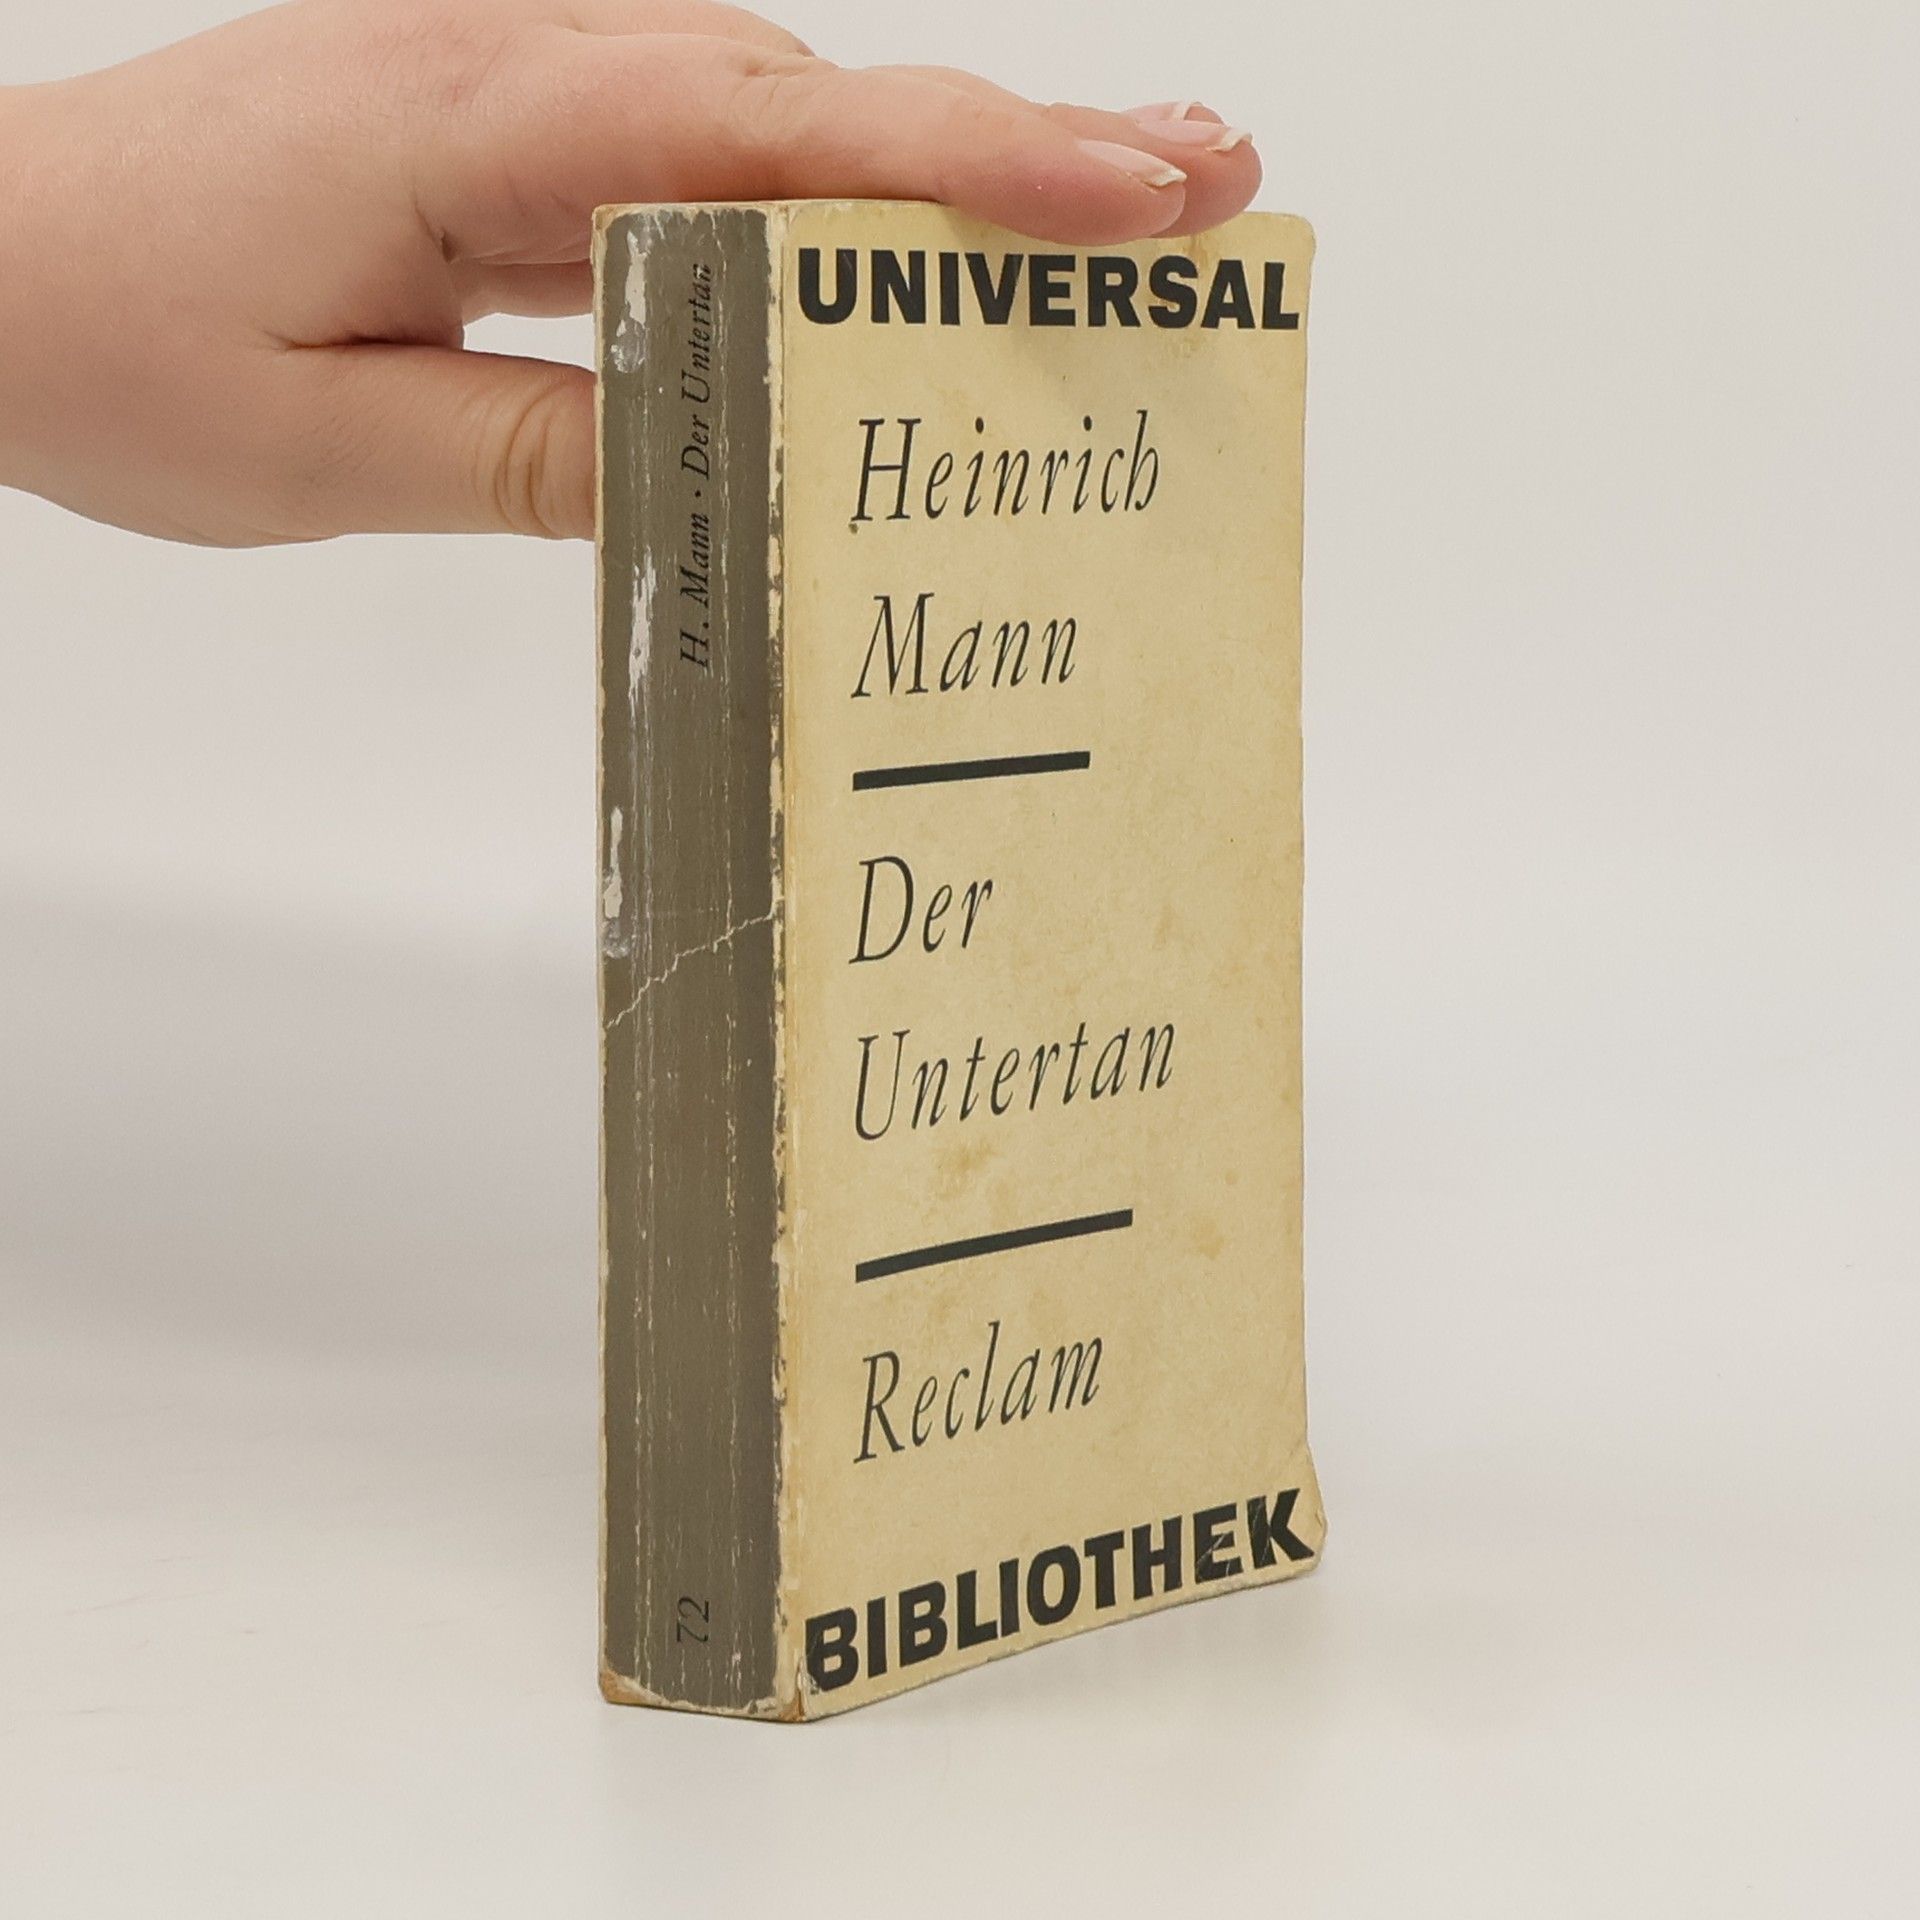 H. Mann · Der Untertan
72
UNIVERSAL
Heinrich
Mann
Der
Untertan
Reclam
BIBLIOTHEK